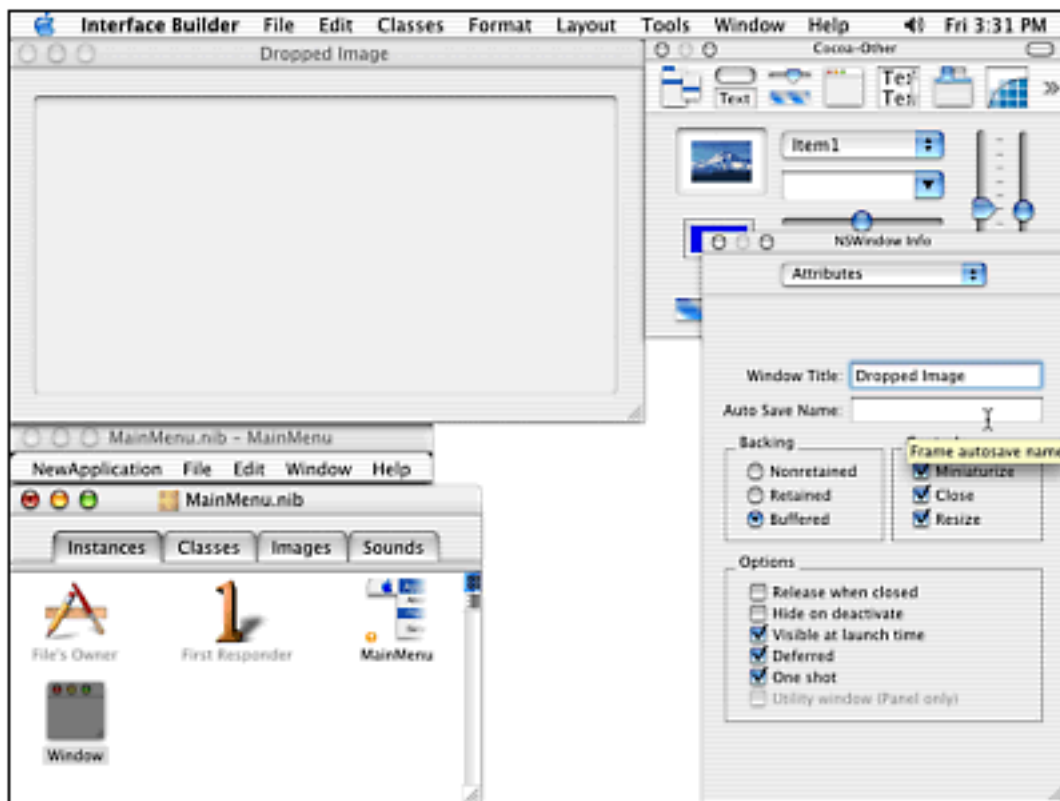 Interface Builder File Edit Classes Format Layout Tools Window Help Fri 3:31 PM
Dropped Image
Cocoa-Other
Text
Item1
NSWindow Info
Attributes
Window Title: Dropped Image
Auto Save Name:
Frame autosave name
Backing
Nonretained
Retained
Buffered
Miniaturize
Close
Resize
Options
Release when closed
Hide on deactivate
Visible at launch time
Deferred
One shot
Utility window (Panel only)
MainMenu.nib - MainMenu
NewApplication File Edit Window Help
MainMenu.nib
Instances Classes Images Sounds
File's Owner First Responder MainMenu
Window